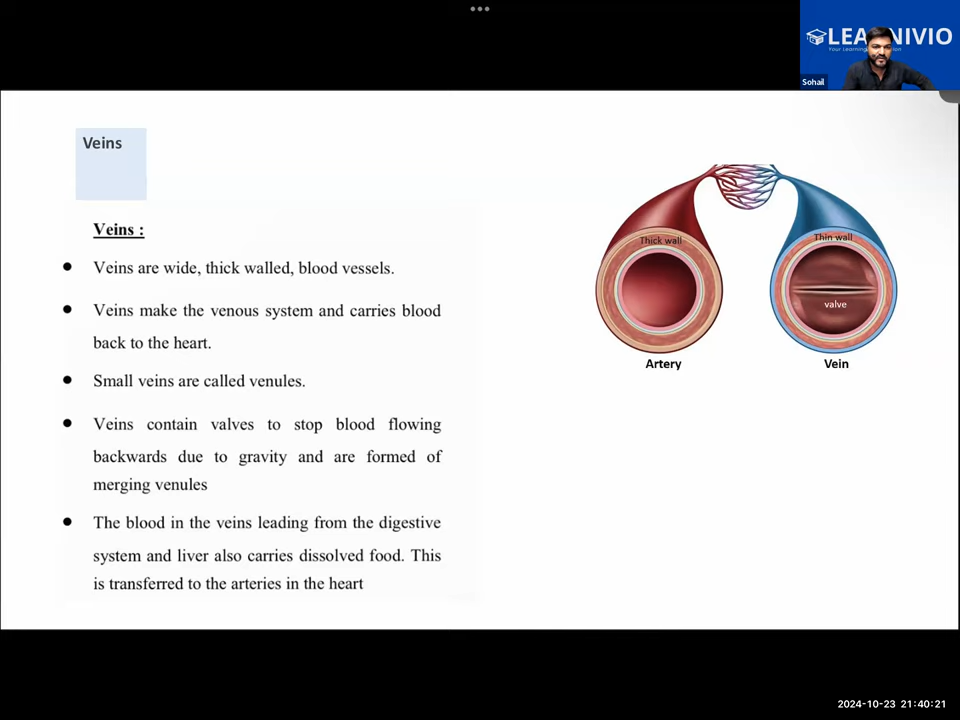 LEARNIVIO
Sohail
Veins
Veins :
Veins are wide, thick walled, blood vessels.
Veins make the venous system and carries blood
back to the heart.
Small veins are called venules.
Veins contain valves to stop blood flowing
backwards due to gravity and are formed of
merging venules
The blood in the veins leading from the digestive
system and liver also carries dissolved food. This
is transferred to the arteries in the heart
Thick wall
Thin wall
valve
Artery
Vein
2024-10-23 21:40:21